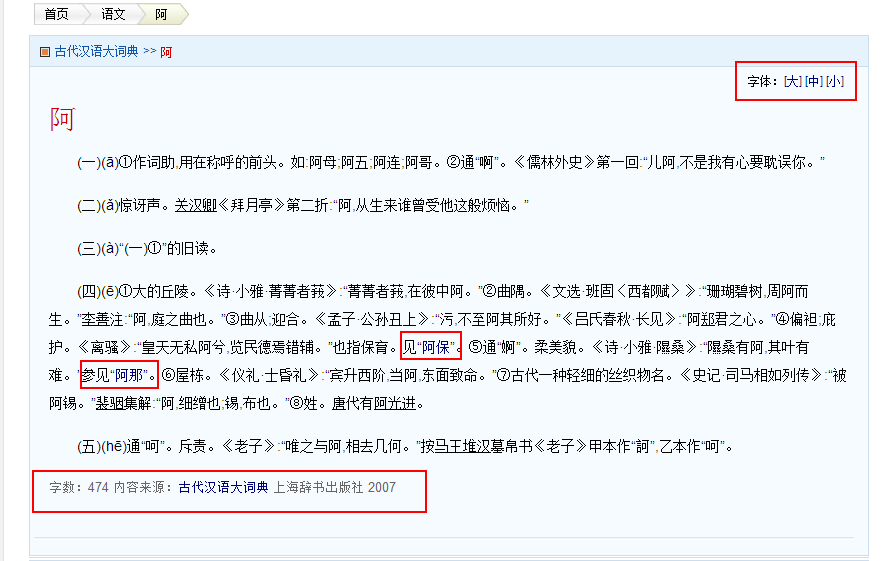 首页 语文 阿
古代汉语大词典 >> 阿
字体：[大] [中] [小]
阿
(一)(ā)①作词助,用在称呼的前头。如:阿母;阿五;阿连;阿哥。②通“啊”。《儒林外史》第一回:“儿阿,不是我有心要耽误你。”
(二)(ǎ)惊讶声。关汉卿《拜月亭》第二折:“阿,从生来谁曾受他这般烦恼。”
(三)(à)“(一)①”的旧读。
(四)(ē)①大的丘陵。《诗·小雅·菁菁者莪》:“菁菁者莪,在彼中阿。”②曲隅。《文选·班固〈西都赋〉》:“珊瑚碧树,周阿而
生。”李善注:“阿,庭之曲也。”③曲从;迎合。《孟子·公孙丑上》:“污,不至阿其所好。”《吕氏春秋·长见》:“阿郑君之心。”④偏袒;庇
护。《离骚》:“皇天无私阿兮,览民德焉错辅。”也指保育。见“阿保”。⑤通“婀”。柔美貌。《诗·小雅·隰桑》:“隰桑有阿,其叶有
难。”参见“阿那”。⑥屋栋。《仪礼·士昏礼》:“宾升西阶,当阿,东面致命。”⑦古代一种轻细的丝织物名。《史记·司马相如列传》:“被
阿锡。”裴骃集解:“阿,细缯也;锡,布也。”⑧姓。唐代有阿光进。
(五)(hē)通“呵”。斥责。《老子》:“唯之与阿,相去几何。”按马王堆汉墓帛书《老子》甲本作“訶”,乙本作“呵”。
字数：474 内容来源：古代汉语大词典 上海辞书出版社 2007